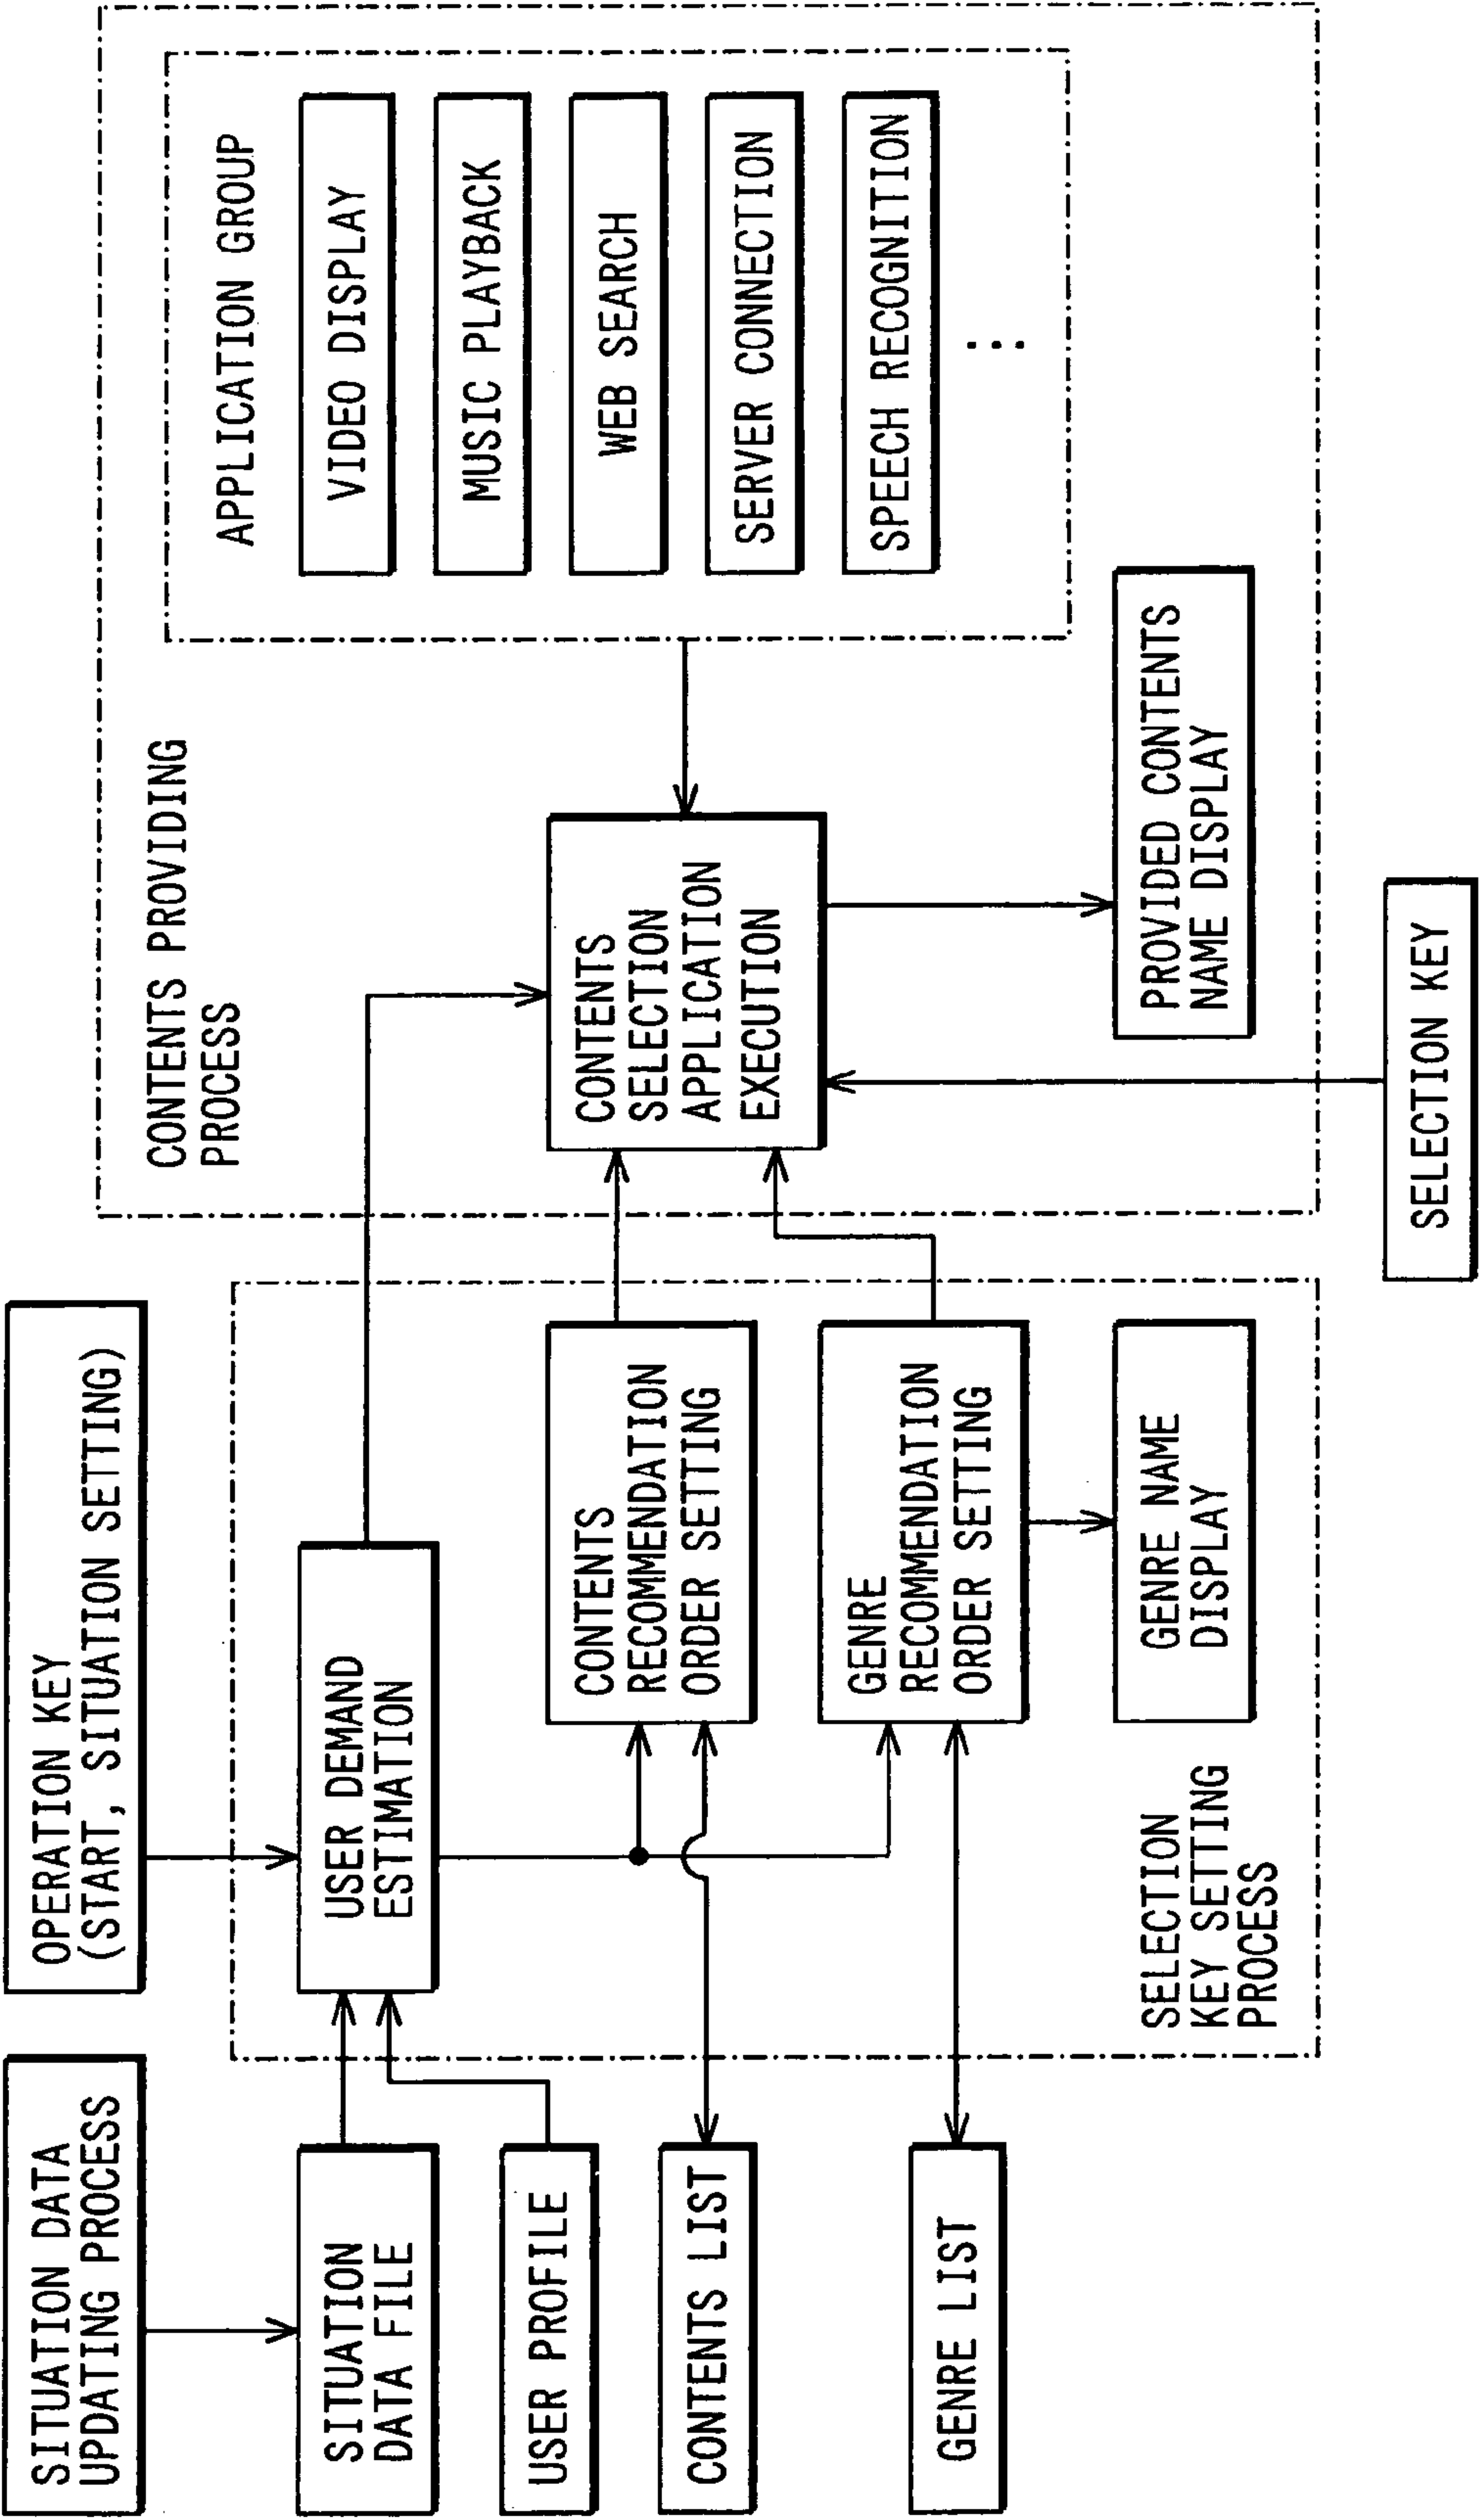 SITUATION DATA
UPDATING PROCESS
OPERATION KEY
(START, SITUATION SETTING)
SITUATION
DATA FILE
USER PROFILE
CONTENTS LIST
GENRE LIST
USER DEMAND
ESTIMATION
CONTENTS
RECOMMENDATION
ORDER SETTING
GENRE
RECOMMENDATION
ORDER SETTING
GENRE NAME
DISPLAY
SELECTION
KEY SETTING
PROCESS
CONTENTS PROVIDING
PROCESS
CONTENTS
SELECTION
APPLICATION
EXECUTION
PROVIDED CONTENTS
NAME DISPLAY
SELECTION KEY
APPLICATION GROUP
VIDEO DISPLAY
MUSIC PLAYBACK
WEB SEARCH
SERVER CONNECTION
SPEECH RECOGNITION
...